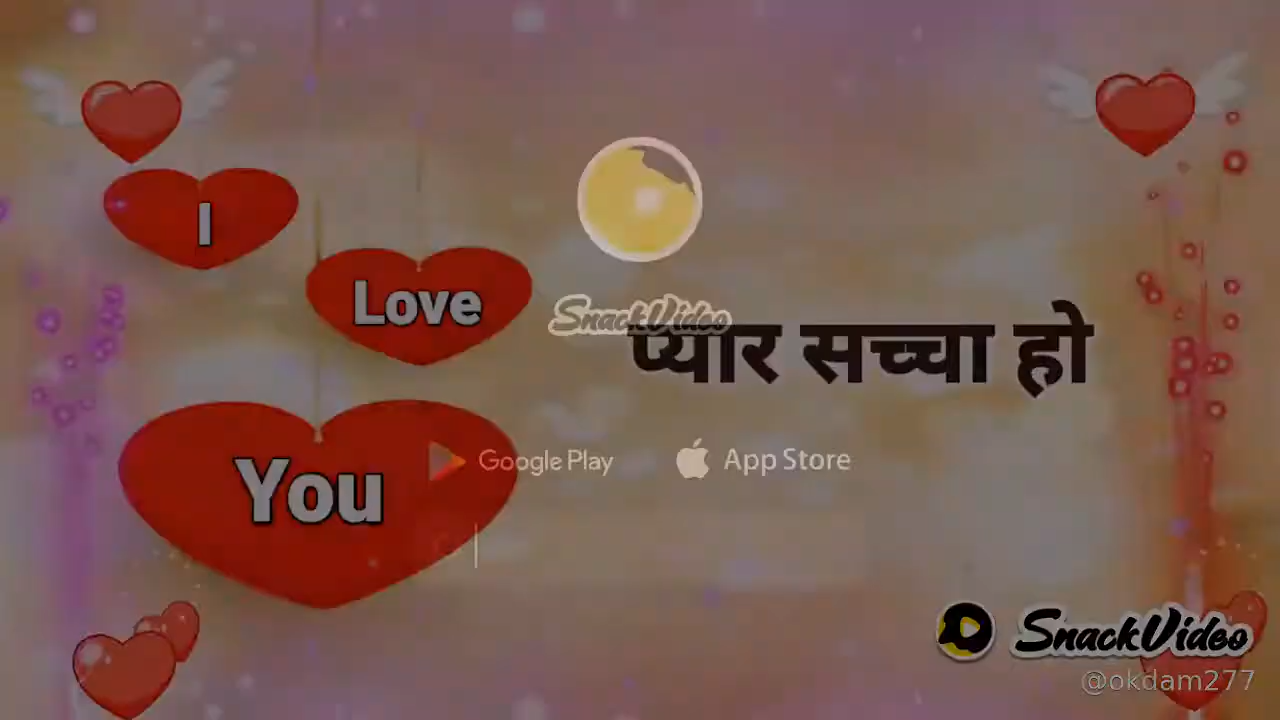 I
Love
SnackVideo
प्यार सच्चा हो
Google Play
App Store
You
SnackVideo
@okdam277